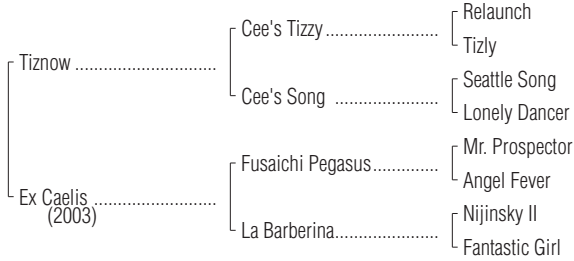 Relaunch
Cee's Tizzy
Tizly
Tiznow
Seattle Song
Cee's Song
Lonely Dancer
Mr. Prospector
Fusaichi Pegasus
Angel Fever
Ex Caelis
(2003)
Nijinsky II
La Barberina
Fantastic Girl